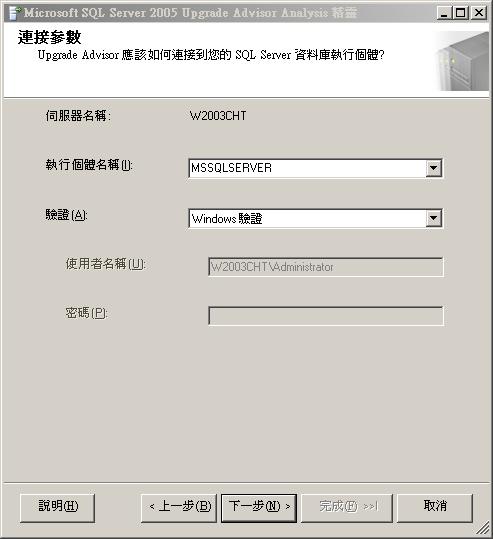 Microsoft SQL Server 2005 Upgrade Advisor Analysis 精靈
連接參數
Upgrade Advisor 應該如何連接到您的 SQL Server 資料庫執行個體?
伺服器名稱: W2003CHT
執行個體名稱(I): MSSQLSERVER
驗證(A): Windows 驗證
使用者名稱(U): W2003CHT\Administrator
密碼(P):
說明(H) < 上一步(B) 下一步(N) > 完成(F) >>| 取消